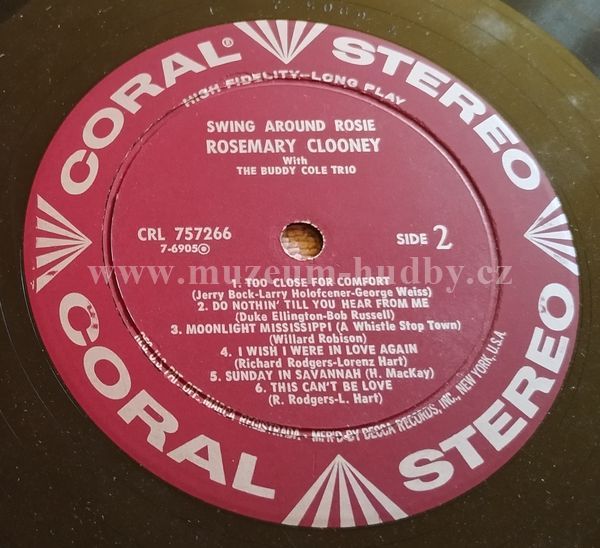 CORAL® STEREO
HIGH FIDELITY—LONG PLAY
SWING AROUND ROSIE
ROSEMARY CLOONEY
With
THE BUDDY COLE TRIO
CRL 757266
7-6905
SIDE 2
www.muzeum-hudby.cz
1. TOO CLOSE FOR COMFORT
(Jerry Bock-Larry Holofcener-George Weiss)
2. DO NOTHIN' TILL YOU HEAR FROM ME
(Duke Ellington-Bob Russell)
3. MOONLIGHT MISSISSIPPI (A Whistle Stop Town)
(Willard Robison)
4. I WISH I WERE IN LOVE AGAIN
(Richard Rodgers-Lorenz Hart)
5. SUNDAY IN SAVANNAH (H. MacKay)
6. THIS CAN'T BE LOVE
(R. Rodgers-L. Hart)
REG. U.S. PAT. OFF. MARCA REGISTRADA - MF'R'D BY DECCA RECORDS, INC., NEW YORK, U.S.A.
CORAL STEREO